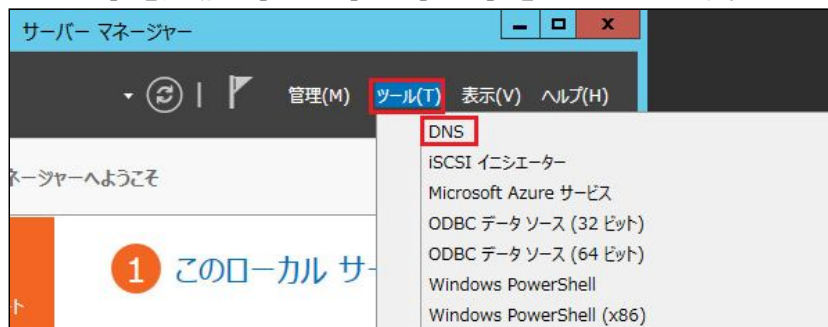 サーバー マネージャー
管理(M) ツール(T) 表示(V) ヘルプ(H)
DNS
iSCSI イニシエーター
Microsoft Azure サービス
ODBC データ ソース (32 ビット)
ODBC データ ソース (64 ビット)
Windows PowerShell
Windows PowerShell (x86)
ネージャーへようこそ
1 このローカル サー
ト